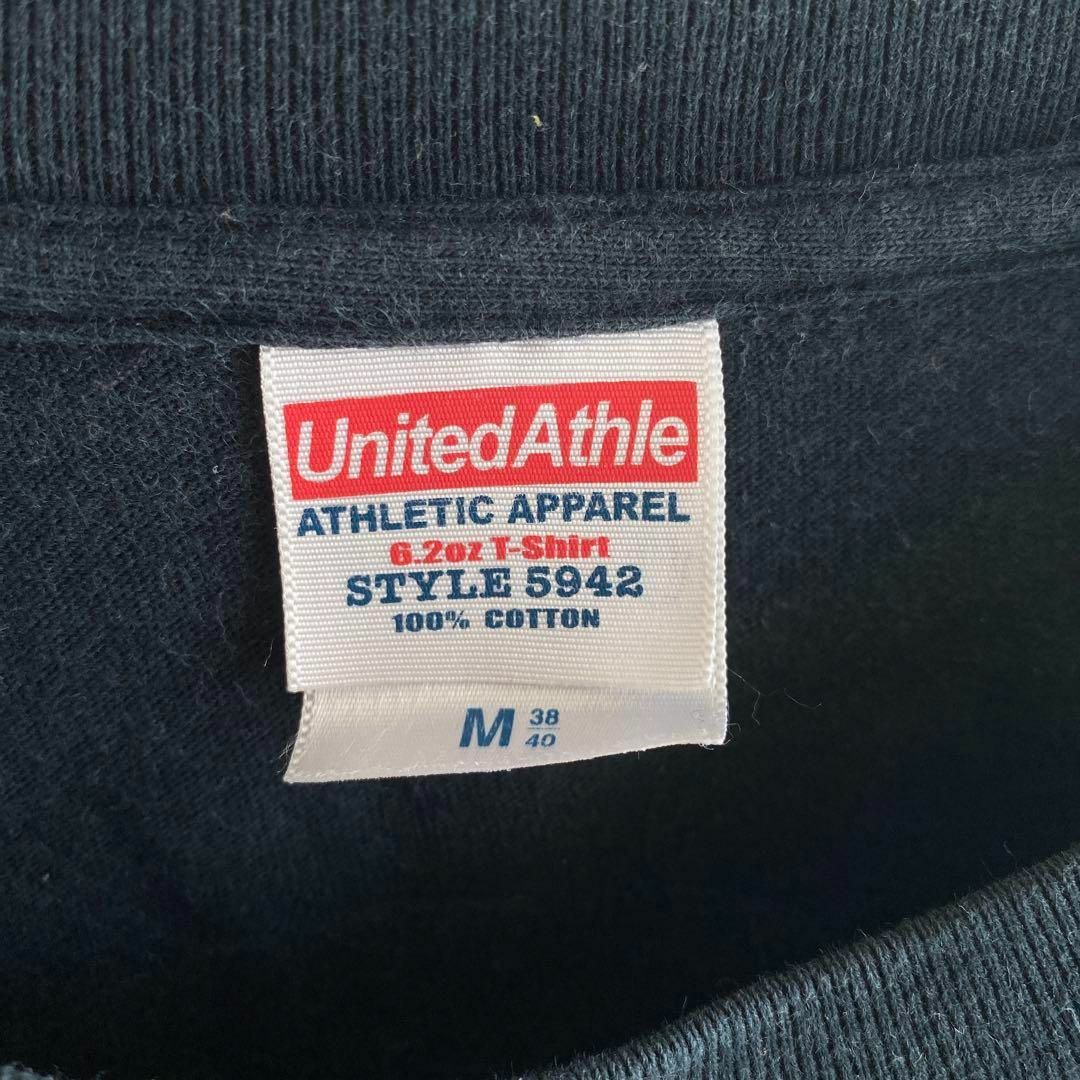 UnitedAthle
ATHLETIC APPAREL
6.2oz T-Shirt
STYLE 5942
100% COTTON
M 38/40